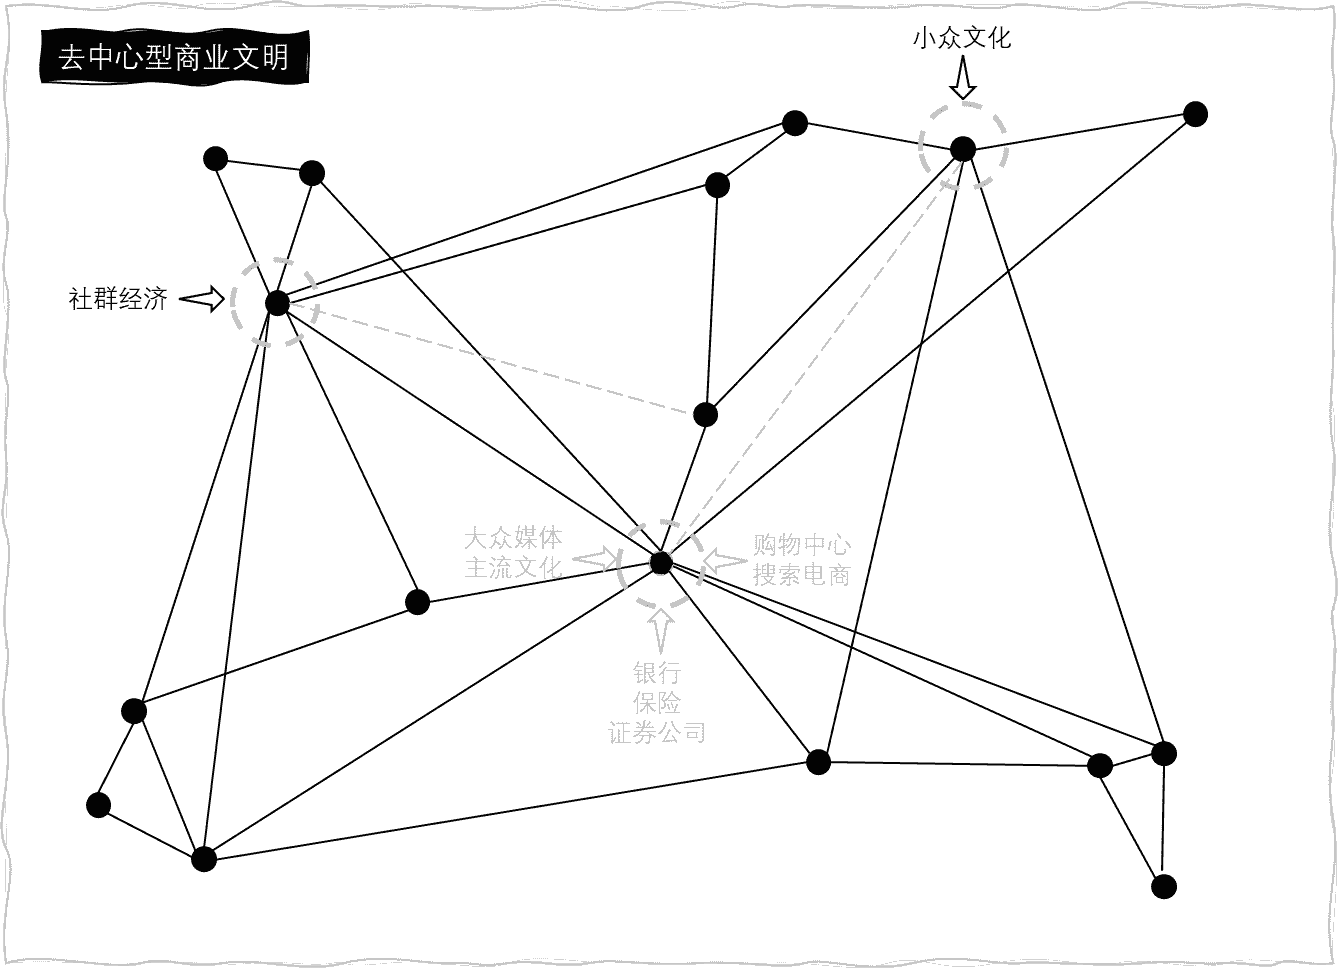 去中心型商业文明
小众文化
社群经济
大众媒体
主流文化
购物中心
搜索电商
银行
保险
证券公司